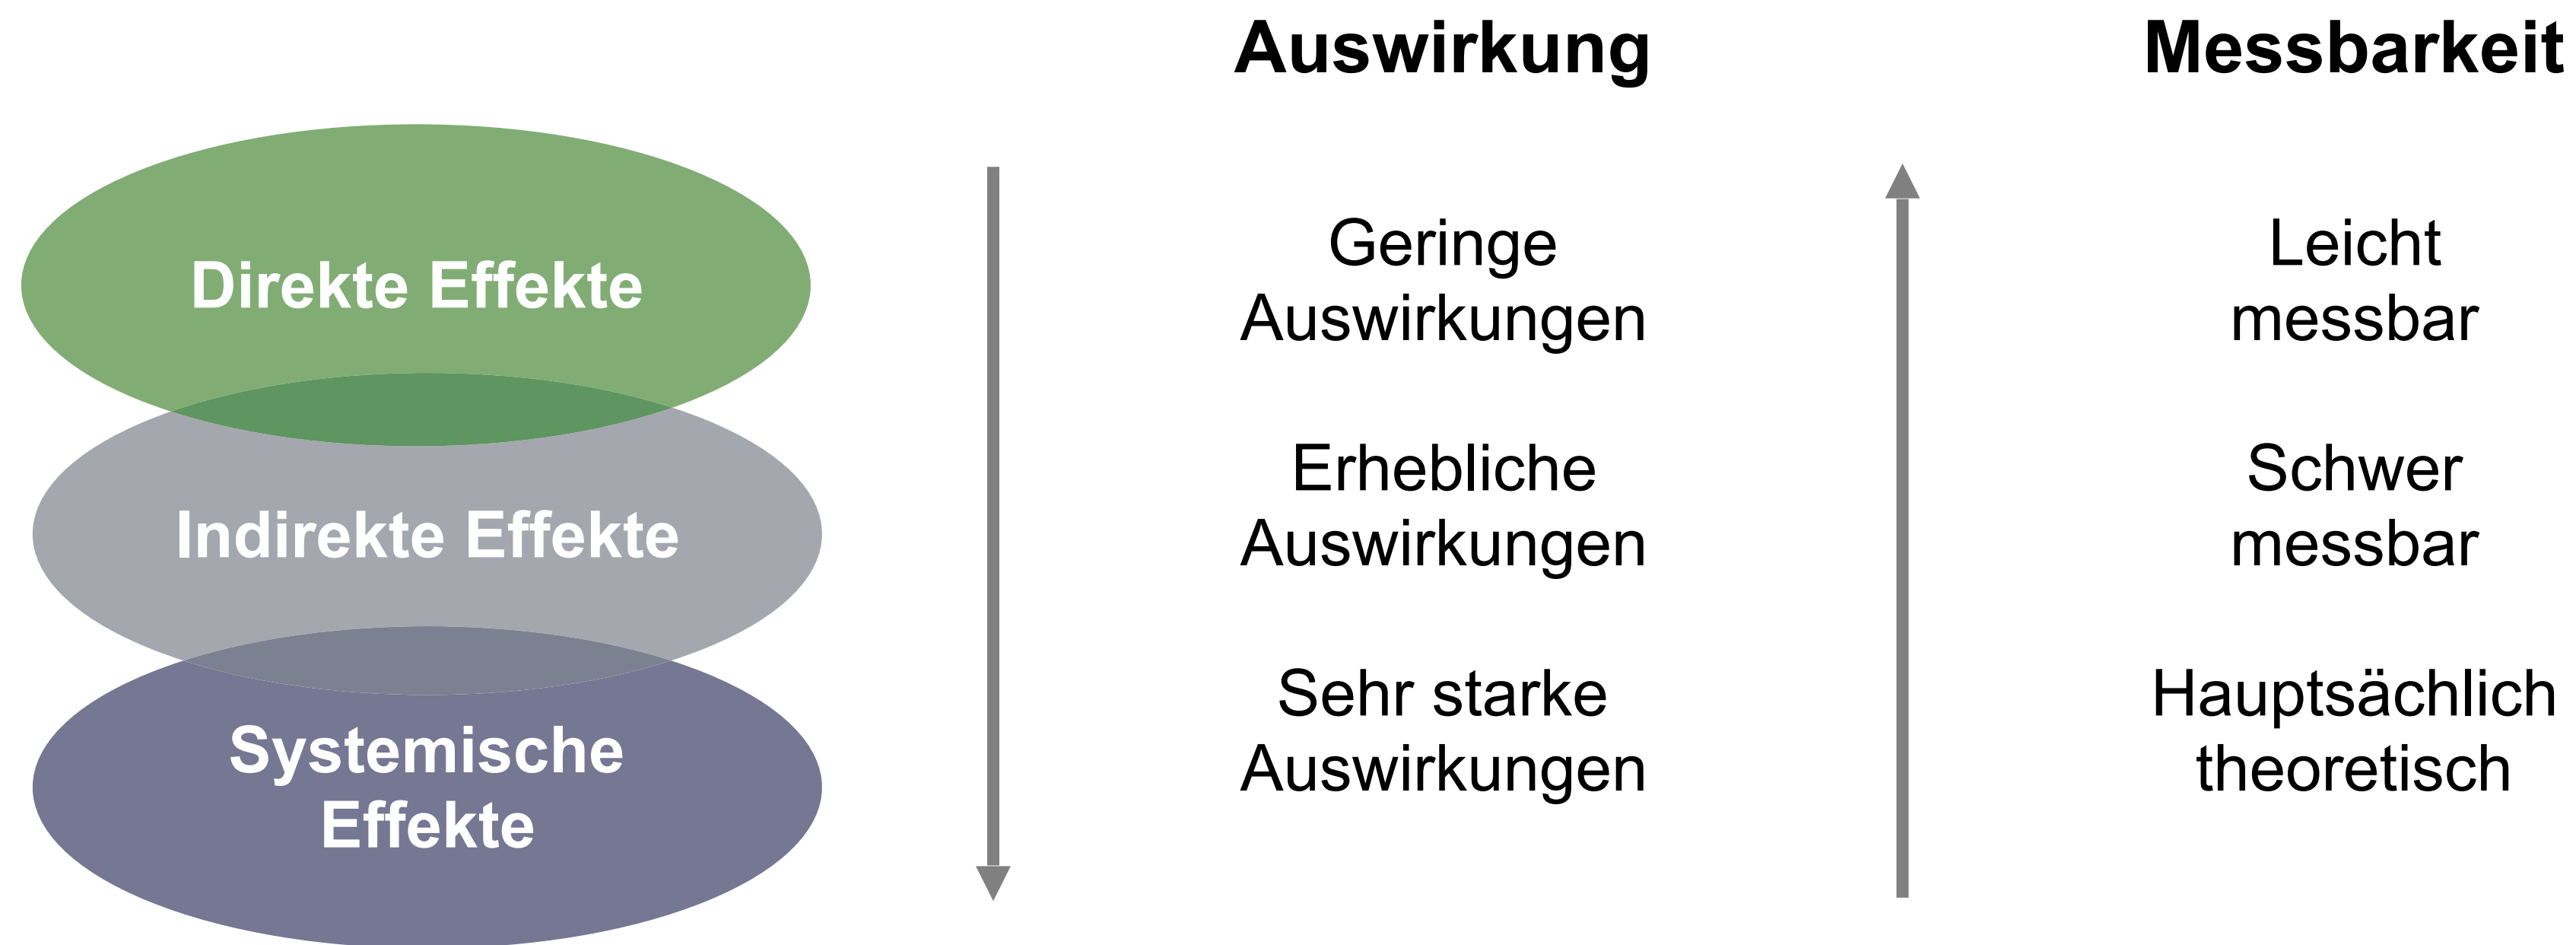 Auswirkung
Messbarkeit
Direkte Effekte
Geringe
Auswirkungen
Leicht
messbar
Indirekte Effekte
Erhebliche
Auswirkungen
Schwer
messbar
Systemische
Effekte
Sehr starke
Auswirkungen
Hauptsächlich
theoretisch